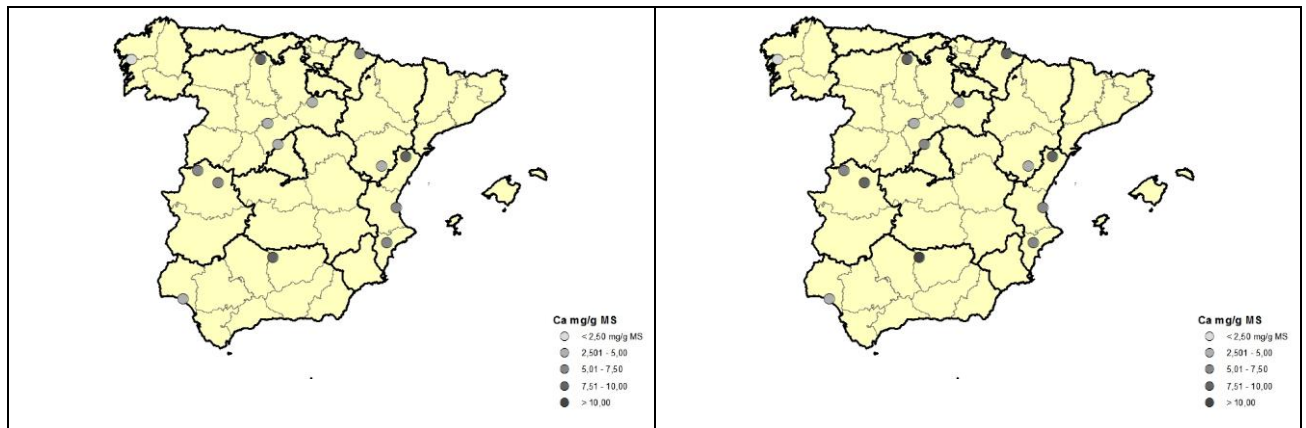 Ca mg/g MS
< 2,50 mg/g MS
2,501 - 5,00
5,01 - 7,50
7,51 - 10,00
> 10,00
Ca mg/g MS
< 2,50 mg/g MS
2,501 - 5,00
5,01 - 7,50
7,51 - 10,00
> 10,00